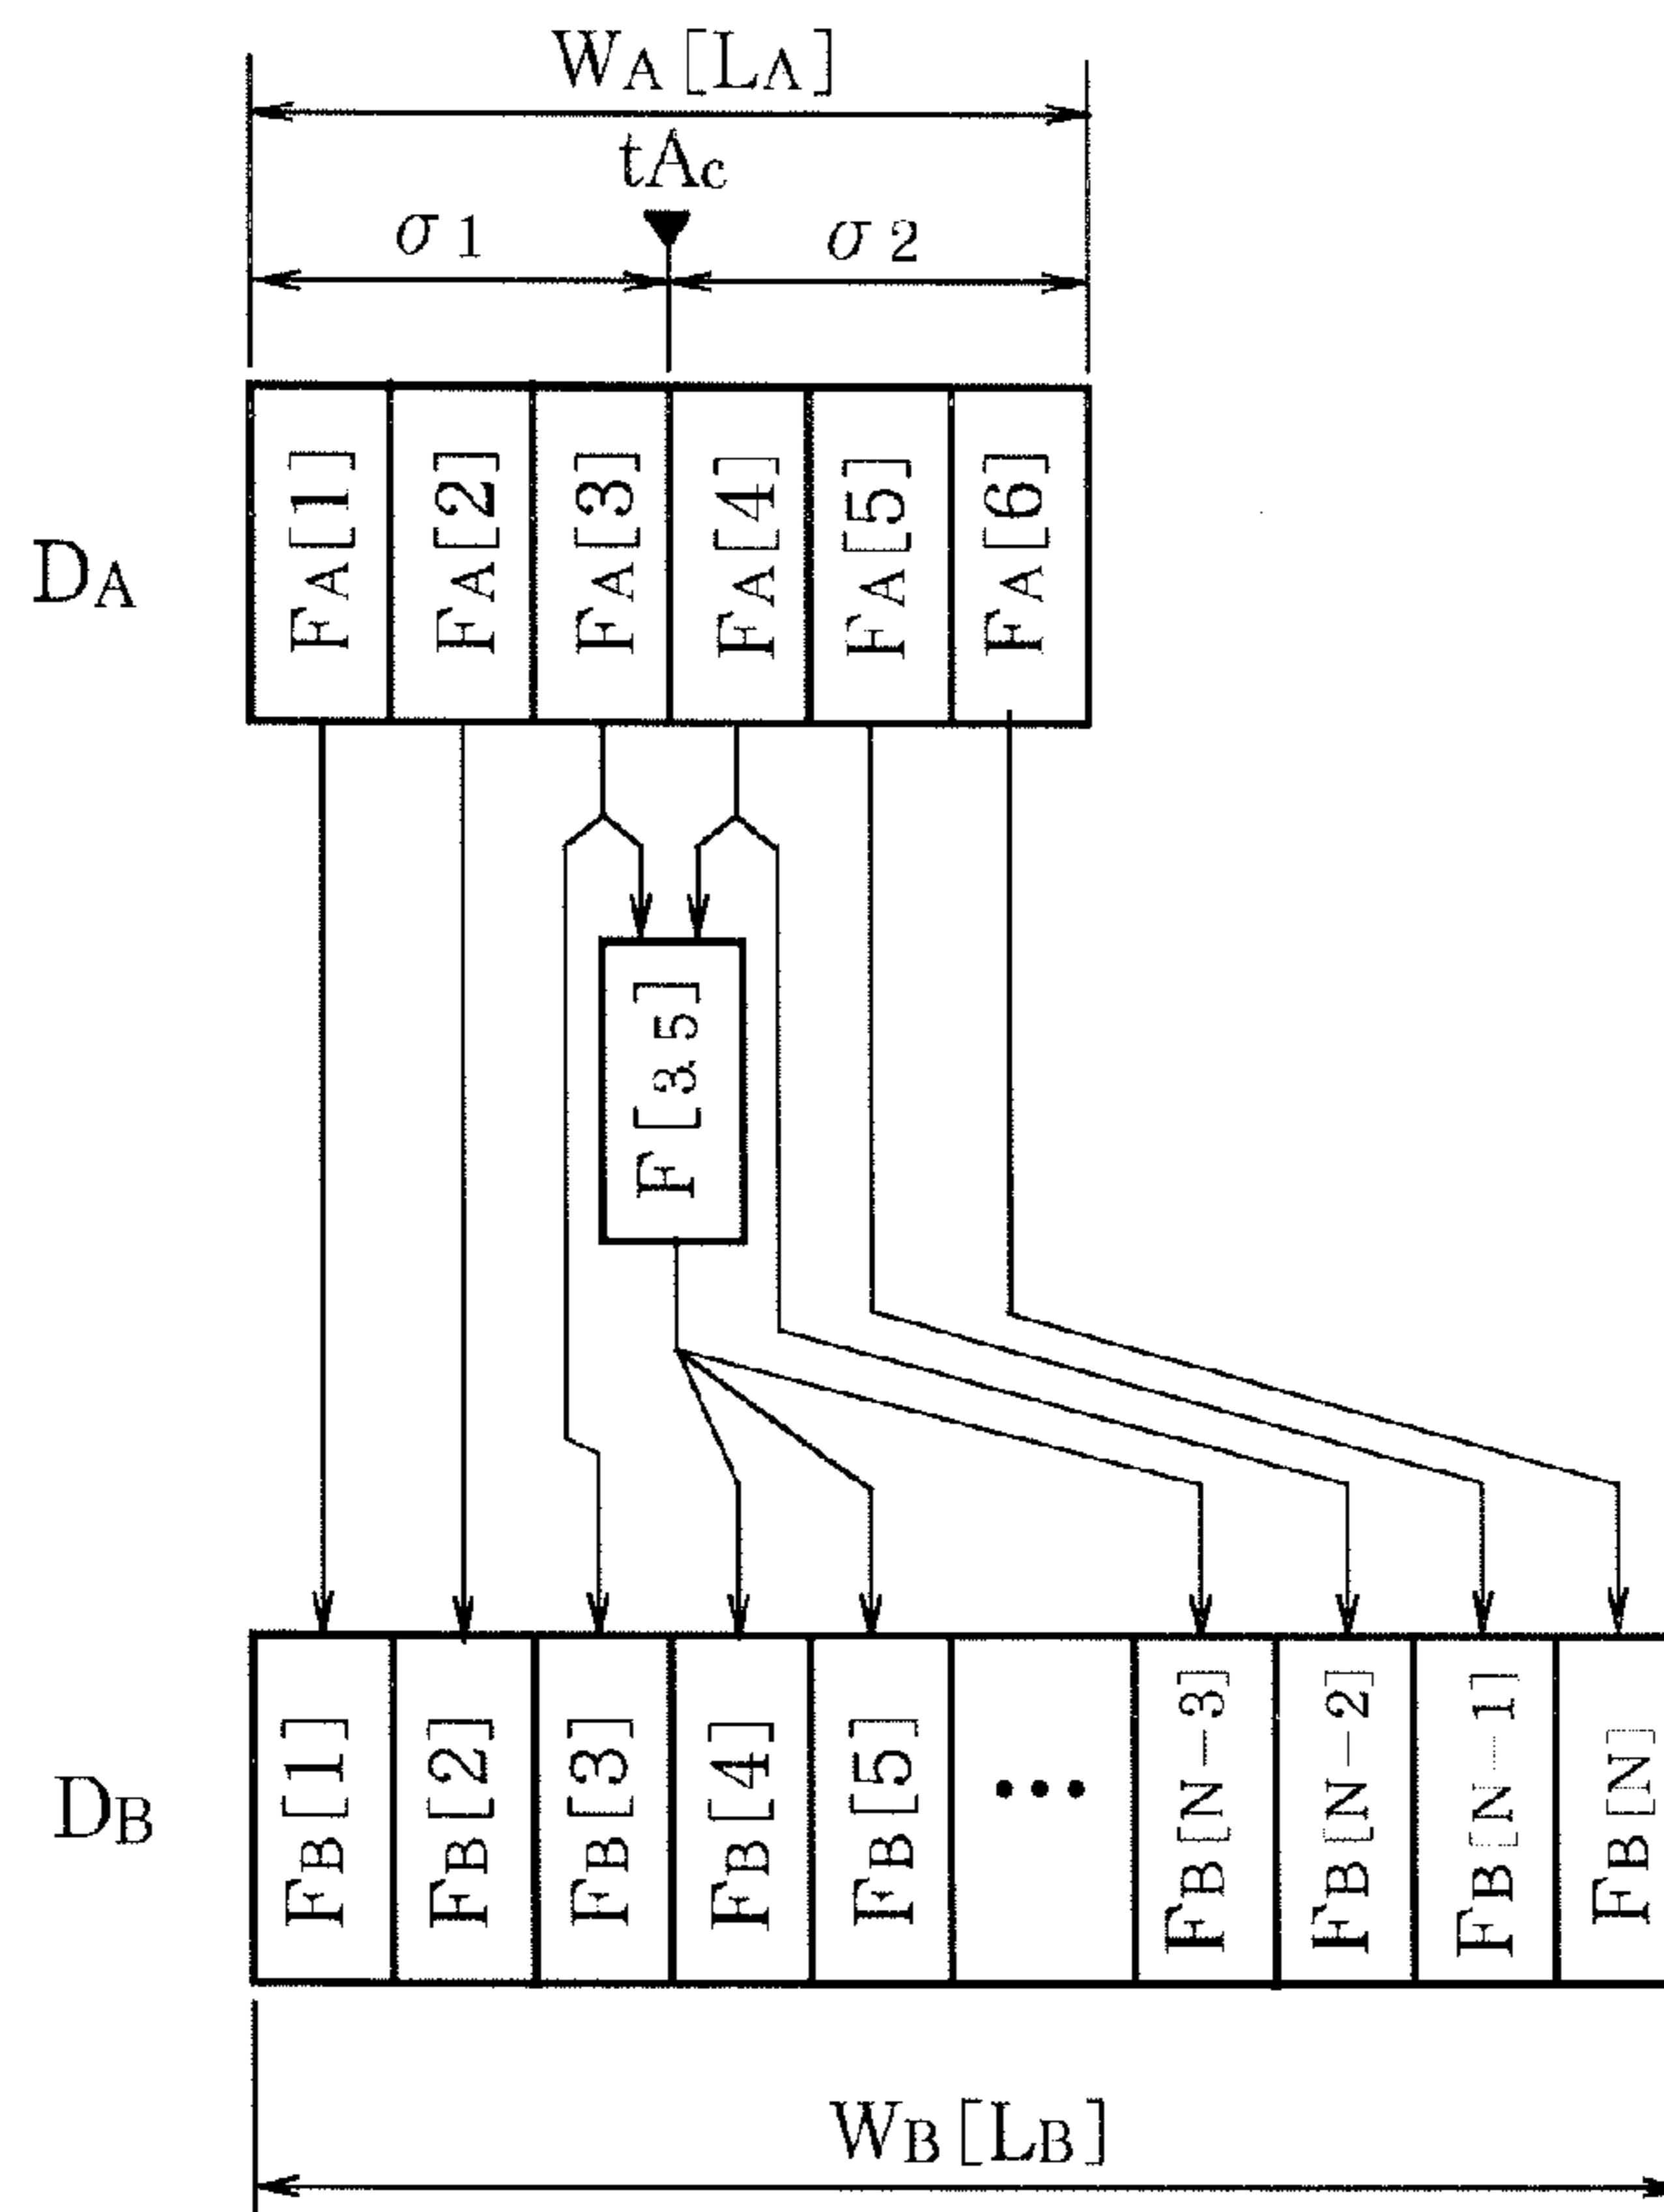 WA[LA]
tAc
σ1 σ2
DA
FA[1] FA[2] FA[3] FA[4] FA[5] FA[6]
F[3.5]
DB
FB[1] FB[2] FB[3] FB[4] FB[5] ••• FB[N-3] FB[N-2] FB[N-1] FB[N]
WB[LB]